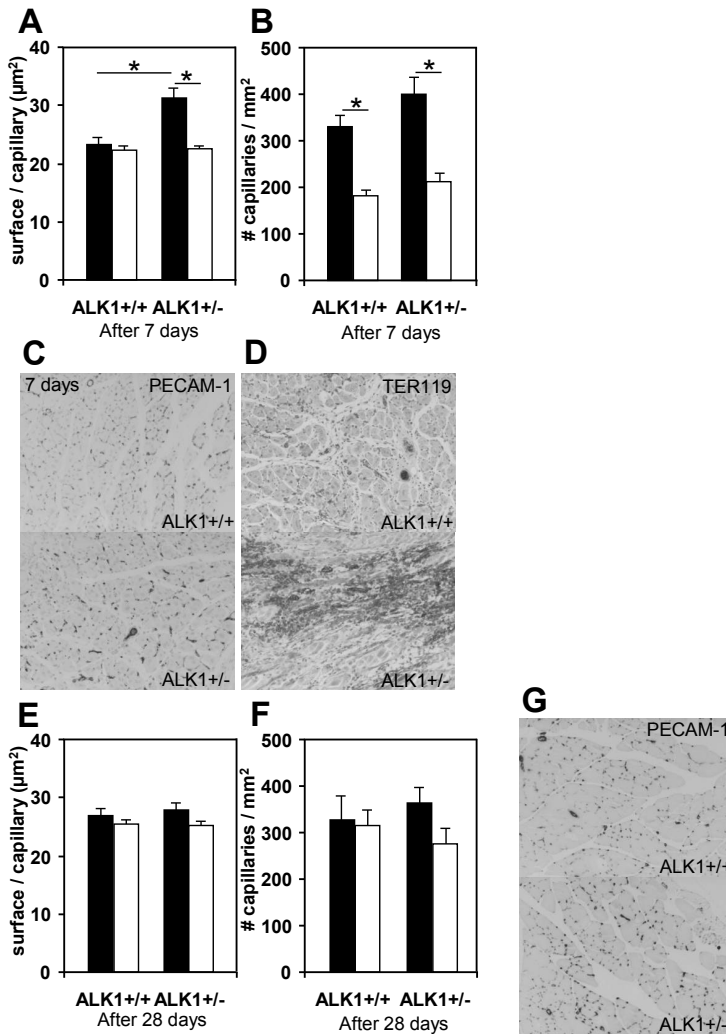 A
surface / capillary (µm²)
40
30
20
10
0
*
*
ALK1+/+ ALK1+/-
After 7 days
B
# capillaries / mm²
500
400
300
200
100
0
*
*
ALK1+/+ ALK1+/-
After 7 days
C
7 days
PECAM-1
ALK1+/+
ALK1+/-
D
TER119
ALK1+/+
ALK1+/-
E
surface / capillary (µm²)
40
30
20
10
0
ALK1+/+ ALK1+/-
After 28 days
F
# capillaries / mm²
500
400
300
200
100
0
ALK1+/+ ALK1+/-
After 28 days
G
PECAM-1
ALK1+/+
ALK1+/-